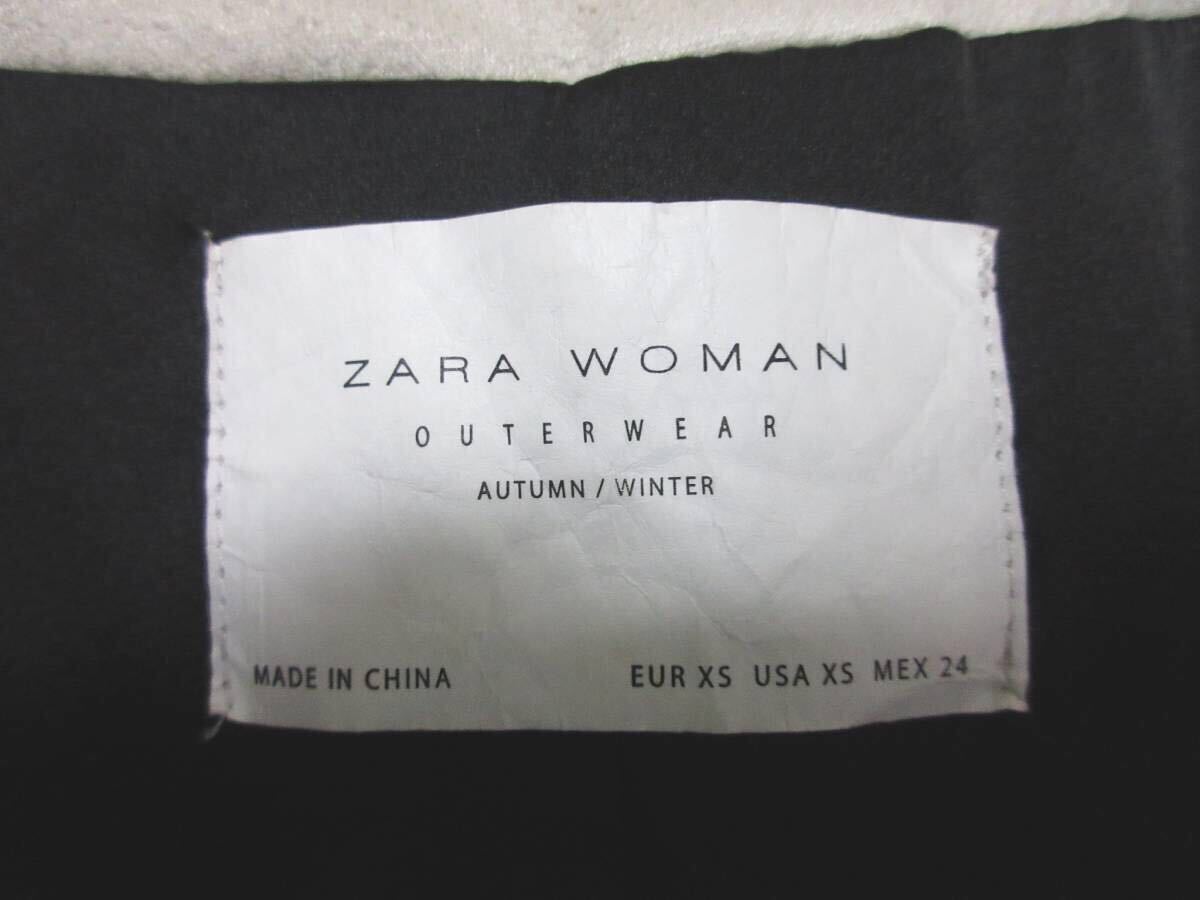 ZARA WOMAN
OUTERWEAR
AUTUMN / WINTER
MADE IN CHINA EUR XS USA XS MEX 24